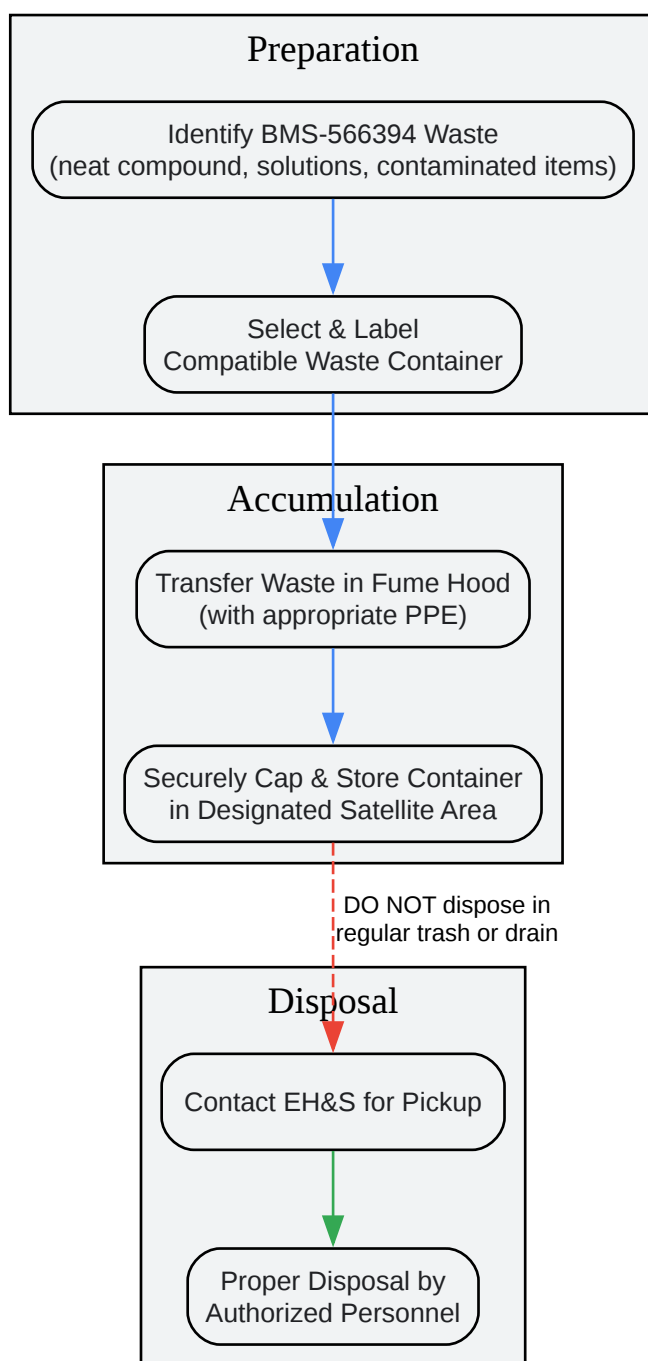 Preparation
Identify BMS-566394 Waste
(neat compound, solutions, contaminated items)
Select & Label
Compatible Waste Container
Accumulation
Transfer Waste in Fume Hood
(with appropriate PPE)
Securely Cap & Store Container
in Designated Satellite Area
DO NOT dispose in
regular trash or drain
Disposal
Contact EH&S for Pickup
Proper Disposal by
Authorized Personnel